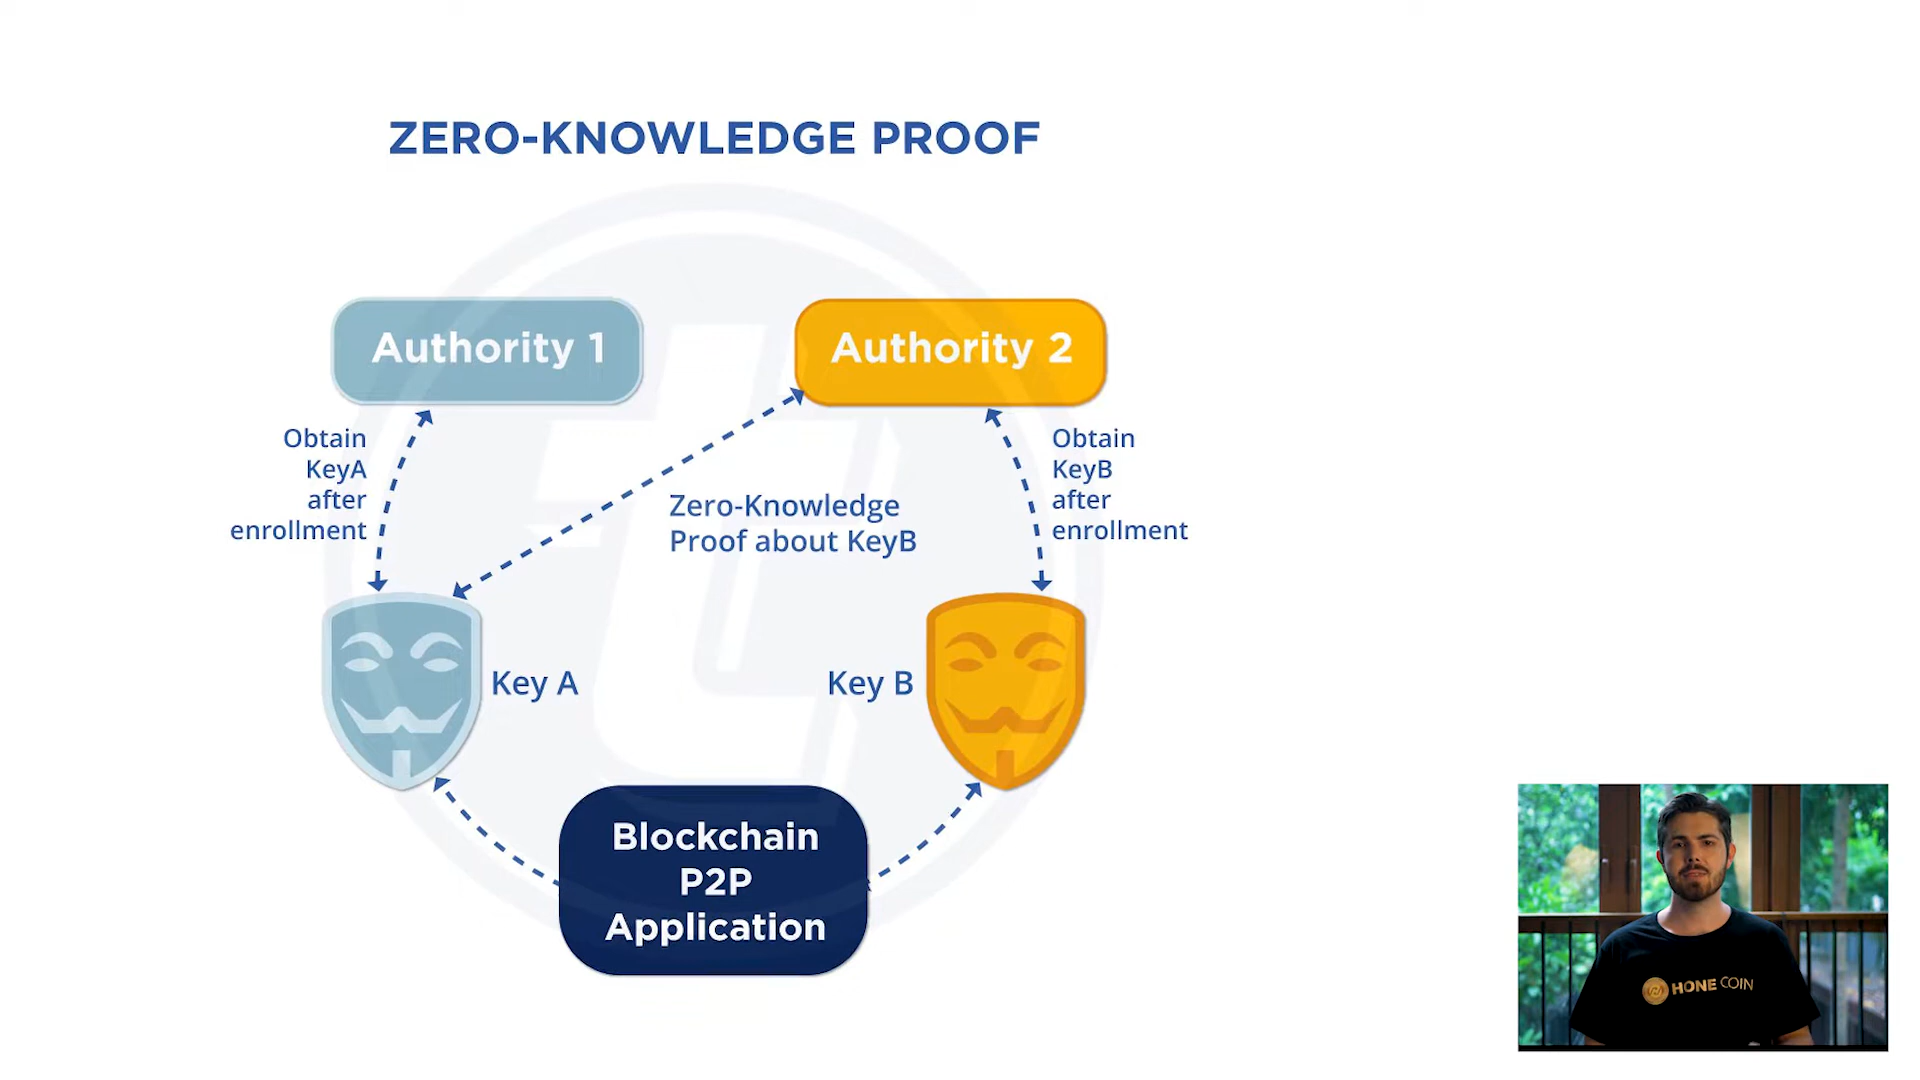 ZERO-KNOWLEDGE PROOF
Authority 1
Authority 2
Obtain
KeyA
after
enrollment
Zero-Knowledge
Proof about KeyB
Obtain
KeyB
after
enrollment
Key A
Key B
Blockchain
P2P
Application
HONE COIN